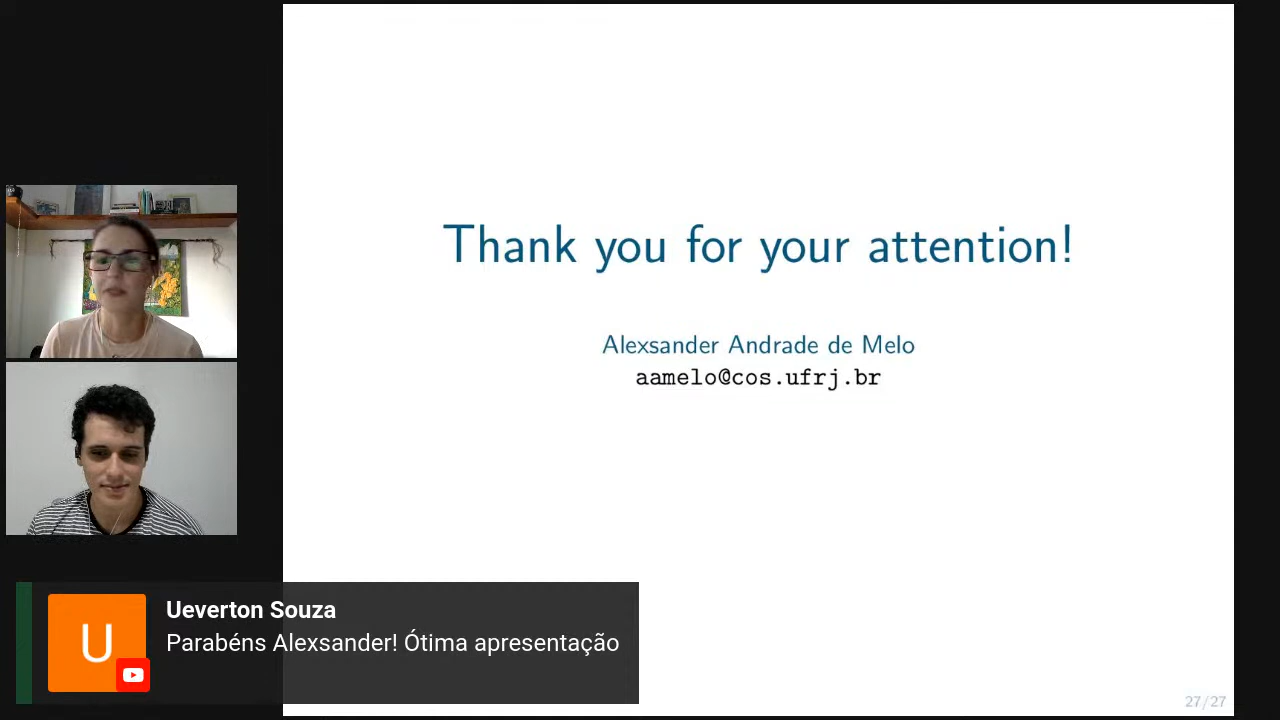 Thank you for your attention!
Alexsander Andrade de Melo
aamelo@cos.ufrj.br
U
Ueverton Souza
Parabéns Alexsander! Ótima apresentação
27/27